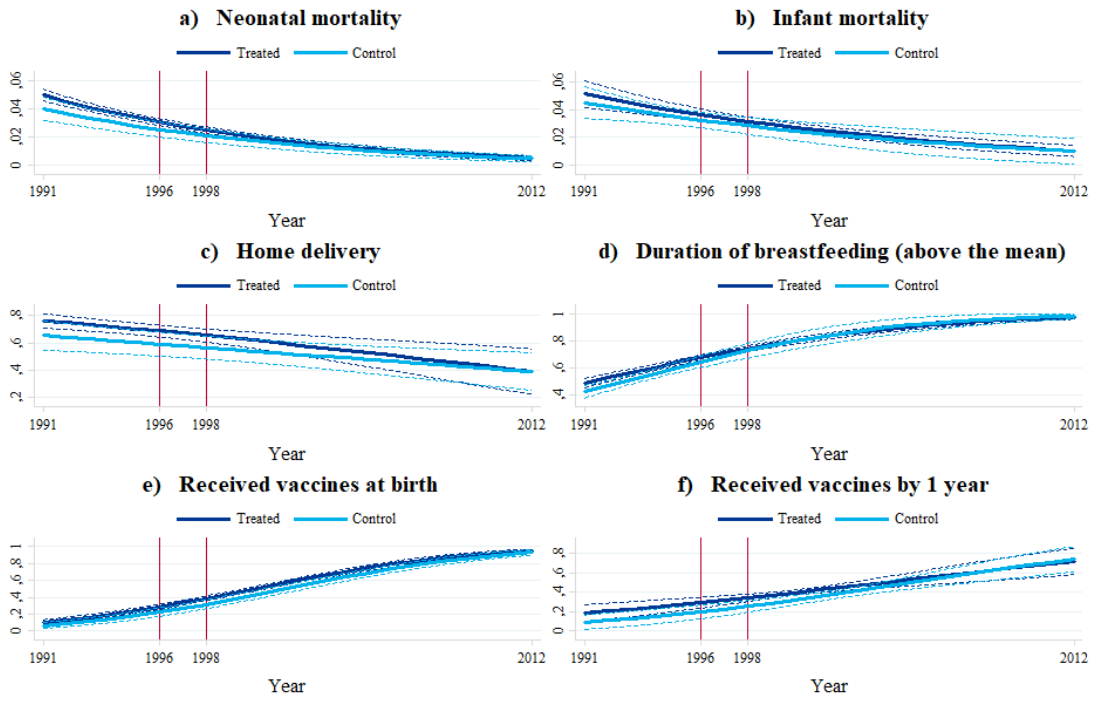 a) Neonatal mortality
Treated Control
,06
,04
,02
0
1991 1996 1998 2012
Year
b) Infant mortality
Treated Control
,06
,04
,02
0
1991 1996 1998 2012
Year
c) Home delivery
Treated Control
,8
,6
,4
,2
1991 1996 1998 2012
Year
d) Duration of breastfeeding (above the mean)
Treated Control
1
,8
,6
,4
1991 1996 1998 2012
Year
e) Received vaccines at birth
Treated Control
1
,8
,6
,4
,2
0
1991 1996 1998 2012
Year
f) Received vaccines by 1 year
Treated Control
,8
,6
,4
,2
0
1991 1996 1998 2012
Year